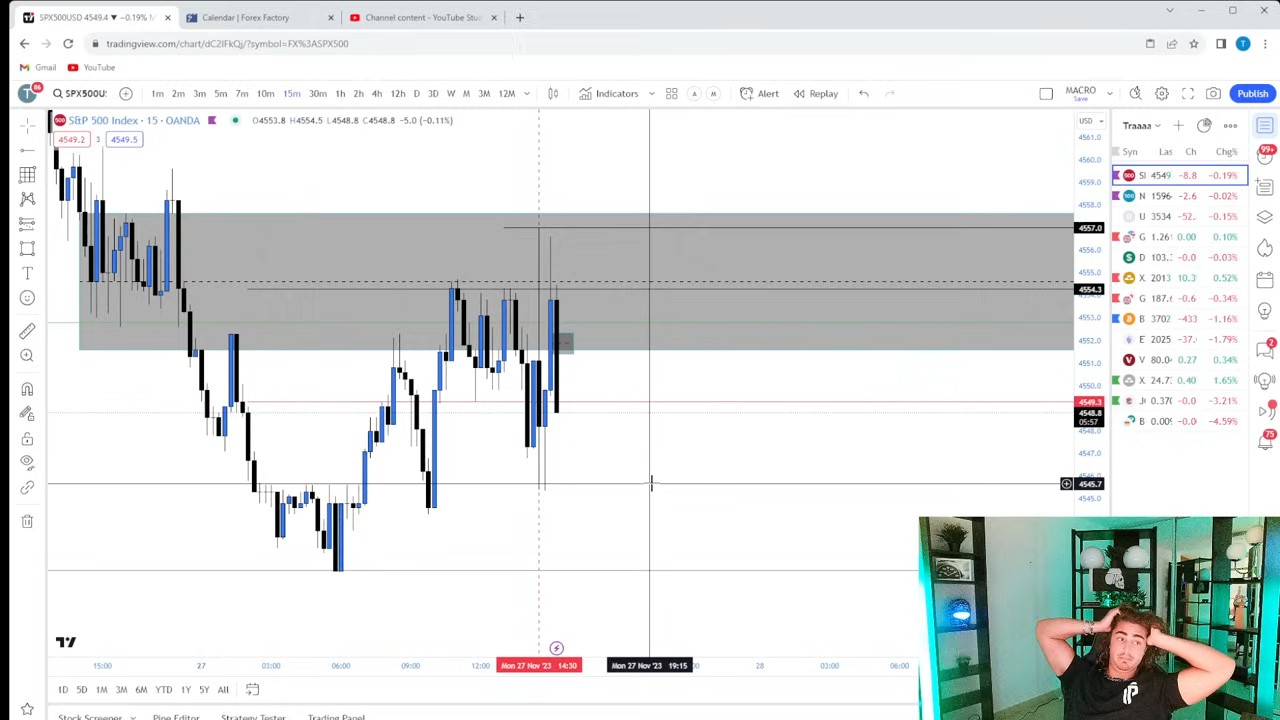 SPX500USD 4549.4 ▼ −0.19% M
Calendar | Forex Factory
Channel content - YouTube Stu
tradingview.com/chart/dC2IFkQj/?symbol=FX%3ASPX500
Gmail
YouTube
T 86 SPX500U: 1m 2m 3m 5m 7m 10m 15m 30m 1h 2h 4h 12h D 3D W M 3M 12M Indicators A M Alert Replay MACRO Save Publish
S&P 500 Index · 15 · OANDA O4553.8 H4554.5 L4548.8 C4548.8 −5.0 (−0.11%)
4549.2 3 4549.5
USD
4561.0
4560.0
4559.0
4558.0
4557.0
4556.0
4555.0
4554.3
4553.0
4552.0
4551.0
4550.0
4549.3
4548.8
05:57
4548.0
4547.0
4545.7
4545.0
Traaaa
Syn Las Ch Chg%
4549 −8.8 −0.19%
N 1596 −2.6 −0.02%
U 3534 −52. −0.15%
G 1.26 0.00 0.10%
D −0.0 −0.03%
X 2013 10.3 0.52%
G 187. −0.6 −0.34%
B 3702 −433 −1.16%
E 2025 −37. −1.79%
V 80.0 0.27 0.34%
X 24.7 0.40 1.65%
0.370 −0.0 −3.21%
B 0.009 −0.0 −4.59%
99+
2
75
15:00 27 03:00 06:00 09:00 12:00 Mon 27 Nov '23 14:30 Mon 27 Nov '23 19:15 28 03:00 06:00
1D 5D 1M 3M 6M YTD 1Y 5Y All
Stock Screener Pine Editor Strategy Tester Trading Panel